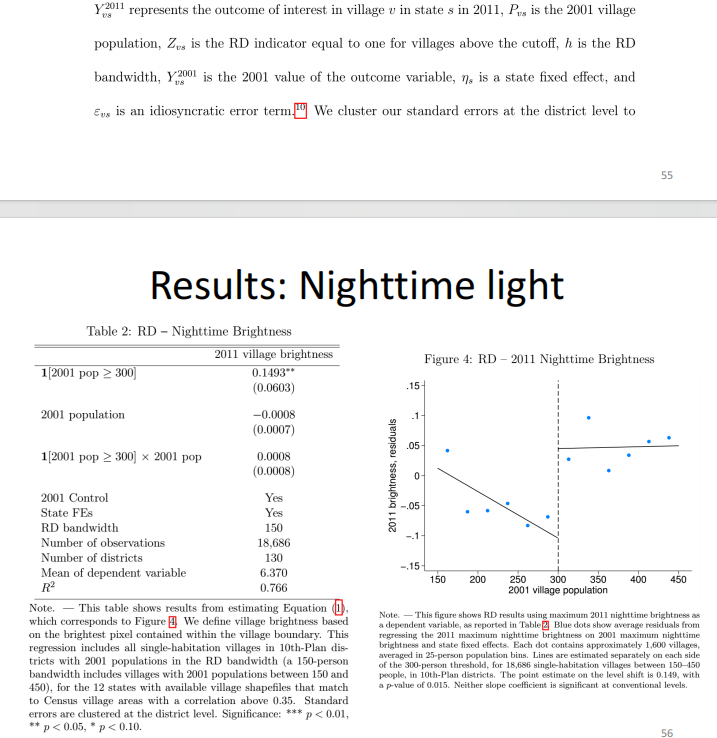 Y_{vs}^{2011} represents the outcome of interest in village v in state s in 2011, P_{vs} is the 2001 village
population, Z_{vs} is the RD indicator equal to one for villages above the cutoff, h is the RD
bandwidth, Y_{vs}^{2001} is the 2001 value of the outcome variable, η_s is a state fixed effect, and
ε_{vs} is an idiosyncratic error term.^{10} We cluster our standard errors at the district level to
55
Results: Nighttime light
Table 2: RD – Nighttime Brightness
2011 village brightness
1[2001 pop ≥ 300] 0.1493**
(0.0603)
2001 population −0.0008
(0.0007)
1[2001 pop ≥ 300] × 2001 pop 0.0008
(0.0008)
2001 Control Yes
State FEs Yes
RD bandwidth 150
Number of observations 18,686
Number of districts 130
Mean of dependent variable 6.370
R² 0.766
Note. — This table shows results from estimating Equation (1),
which corresponds to Figure 4. We define village brightness based
on the brightest pixel contained within the village boundary. This
regression includes all single-habitation villages in 10th-Plan dis-
tricts with 2001 populations in the RD bandwidth (a 150-person
bandwidth includes villages with 2001 populations between 150 and
450), for the 12 states with available village shapefiles that match
to Census village areas with a correlation above 0.35. Standard
errors are clustered at the district level. Significance: *** p < 0.01,
** p < 0.05, * p < 0.10.
Figure 4: RD – 2011 Nighttime Brightness
2011 brightness, residuals
.15
.1
.05
0
−.05
−.1
−.15
150 200 250 300 350 400 450
2001 village population
Note. — This figure shows RD results using maximum 2011 nighttime brightness as
a dependent variable, as reported in Table 2. Blue dots show average residuals from
regressing the 2011 maximum nighttime brightness on 2001 maximum nighttime
brightness and state fixed effects. Each dot contains approximately 1,600 villages,
averaged in 25-person population bins. Lines are estimated separately on each side
of the 300-person threshold, for 18,686 single-habitation villages between 150–450
people, in 10th-Plan districts. The point estimate on the level shift is 0.149, with
a p-value of 0.015. Neither slope coefficient is significant at conventional levels.
56